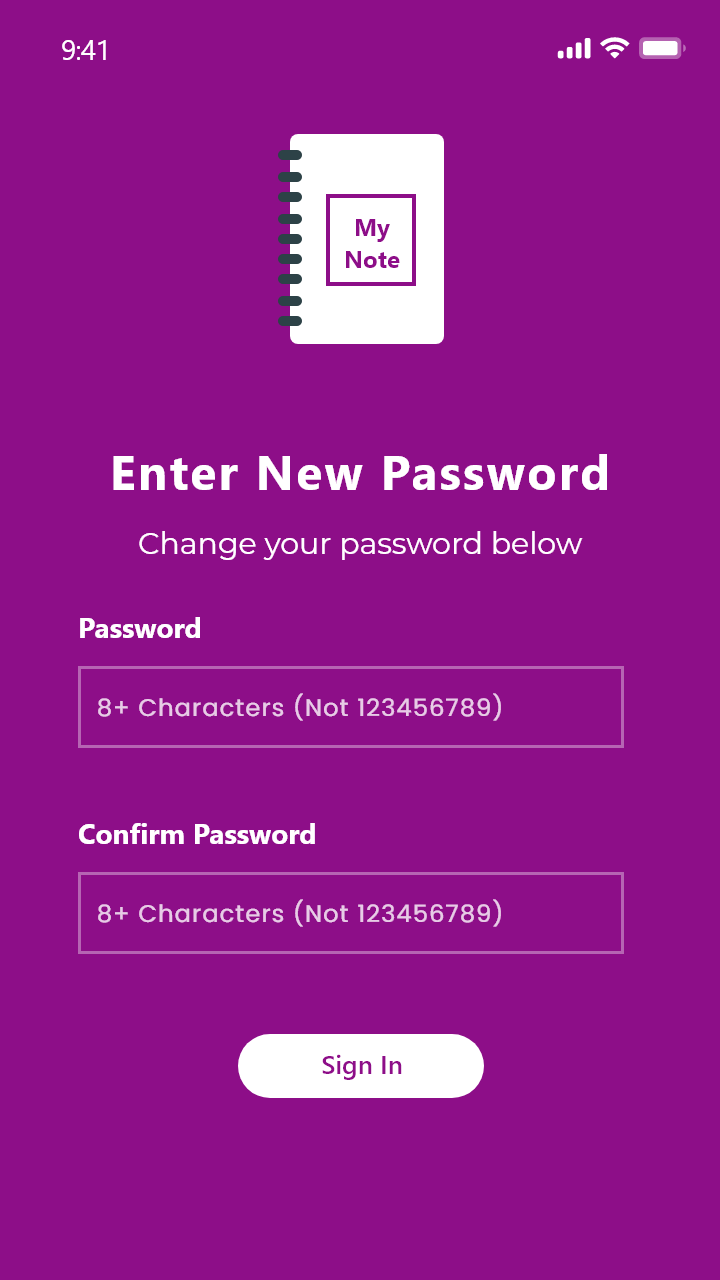 9:41
My
Note
Enter New Password
Change your password below
Password
8+ Characters (Not 123456789)
Confirm Password
8+ Characters (Not 123456789)
Sign In